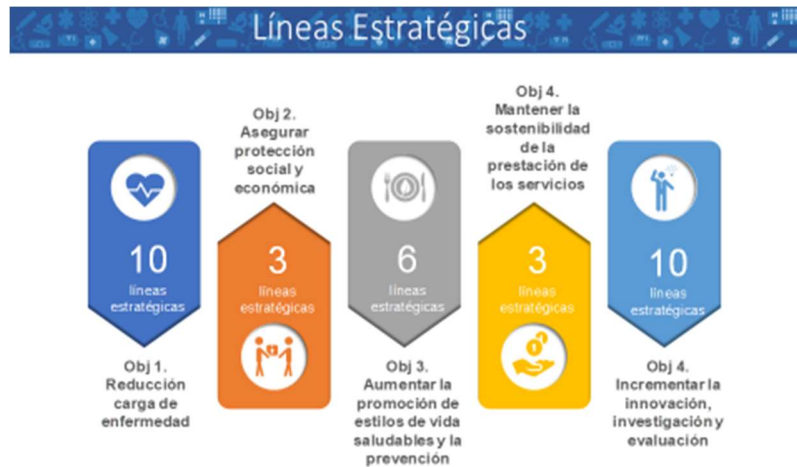 Líneas Estratégicas
10
líneas
estratégicas
Obj 1.
Reducción
carga de
enfermedad
Obj 2.
Asegurar
protección
social y
económica
3
líneas
estratégicas
6
líneas
estratégicas
Obj 3.
Aumentar la
promoción de
estilos de vida
saludables y la
prevención
Obj 4.
Mantener la
sostenibilidad
de la
prestación de
los servicios
3
líneas
estratégicas
10
líneas
estratégicas
Obj 4.
Incrementar la
innovación,
investigación y
evaluación